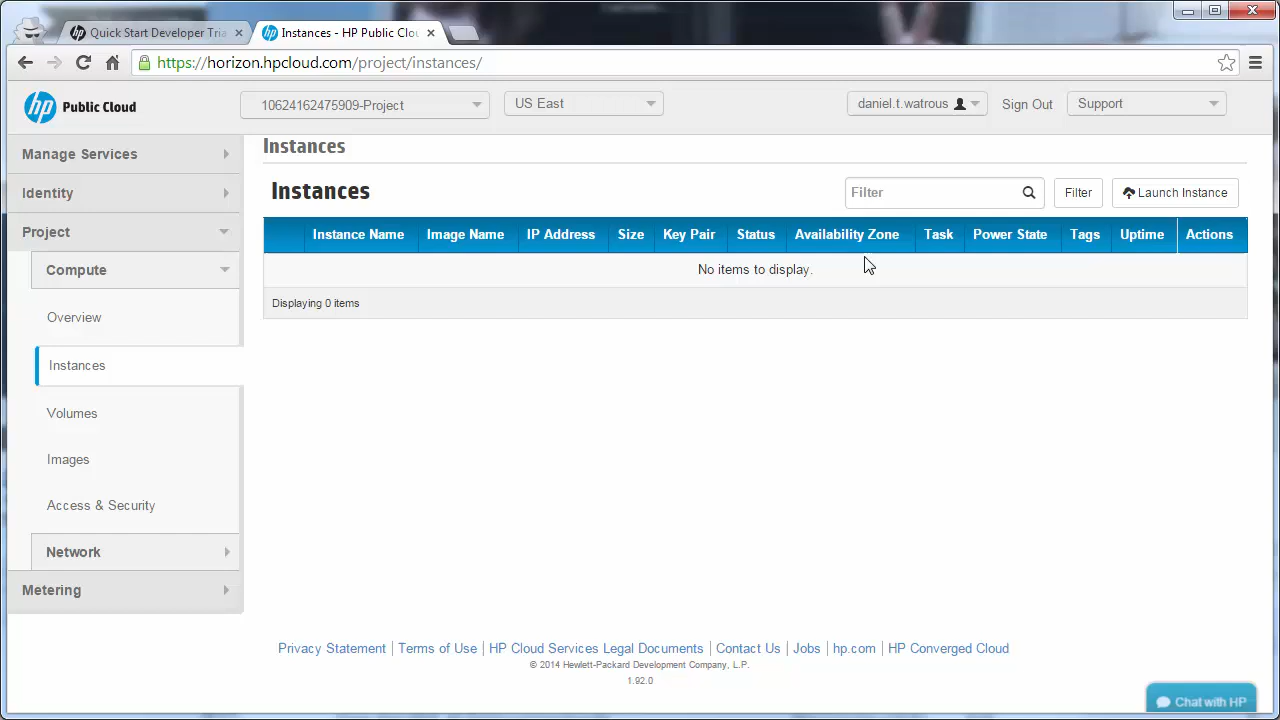 Quick Start Developer Tria
Instances - HP Public Clou
https://horizon.hpcloud.com/project/instances/
hp Public Cloud
10624162475909-Project
US East
daniel.t.watrous
Sign Out
Support
Manage Services
Identity
Project
Compute
Overview
Instances
Volumes
Images
Access & Security
Network
Metering
Instances
Instances
Filter
Filter
Launch Instance
Instance Name Image Name IP Address Size Key Pair Status Availability Zone Task Power State Tags Uptime Actions
No items to display.
Displaying 0 items
Privacy Statement | Terms of Use | HP Cloud Services Legal Documents | Contact Us | Jobs | hp.com | HP Converged Cloud
© 2014 Hewlett-Packard Development Company, L.P.
1.92.0
Chat with HP